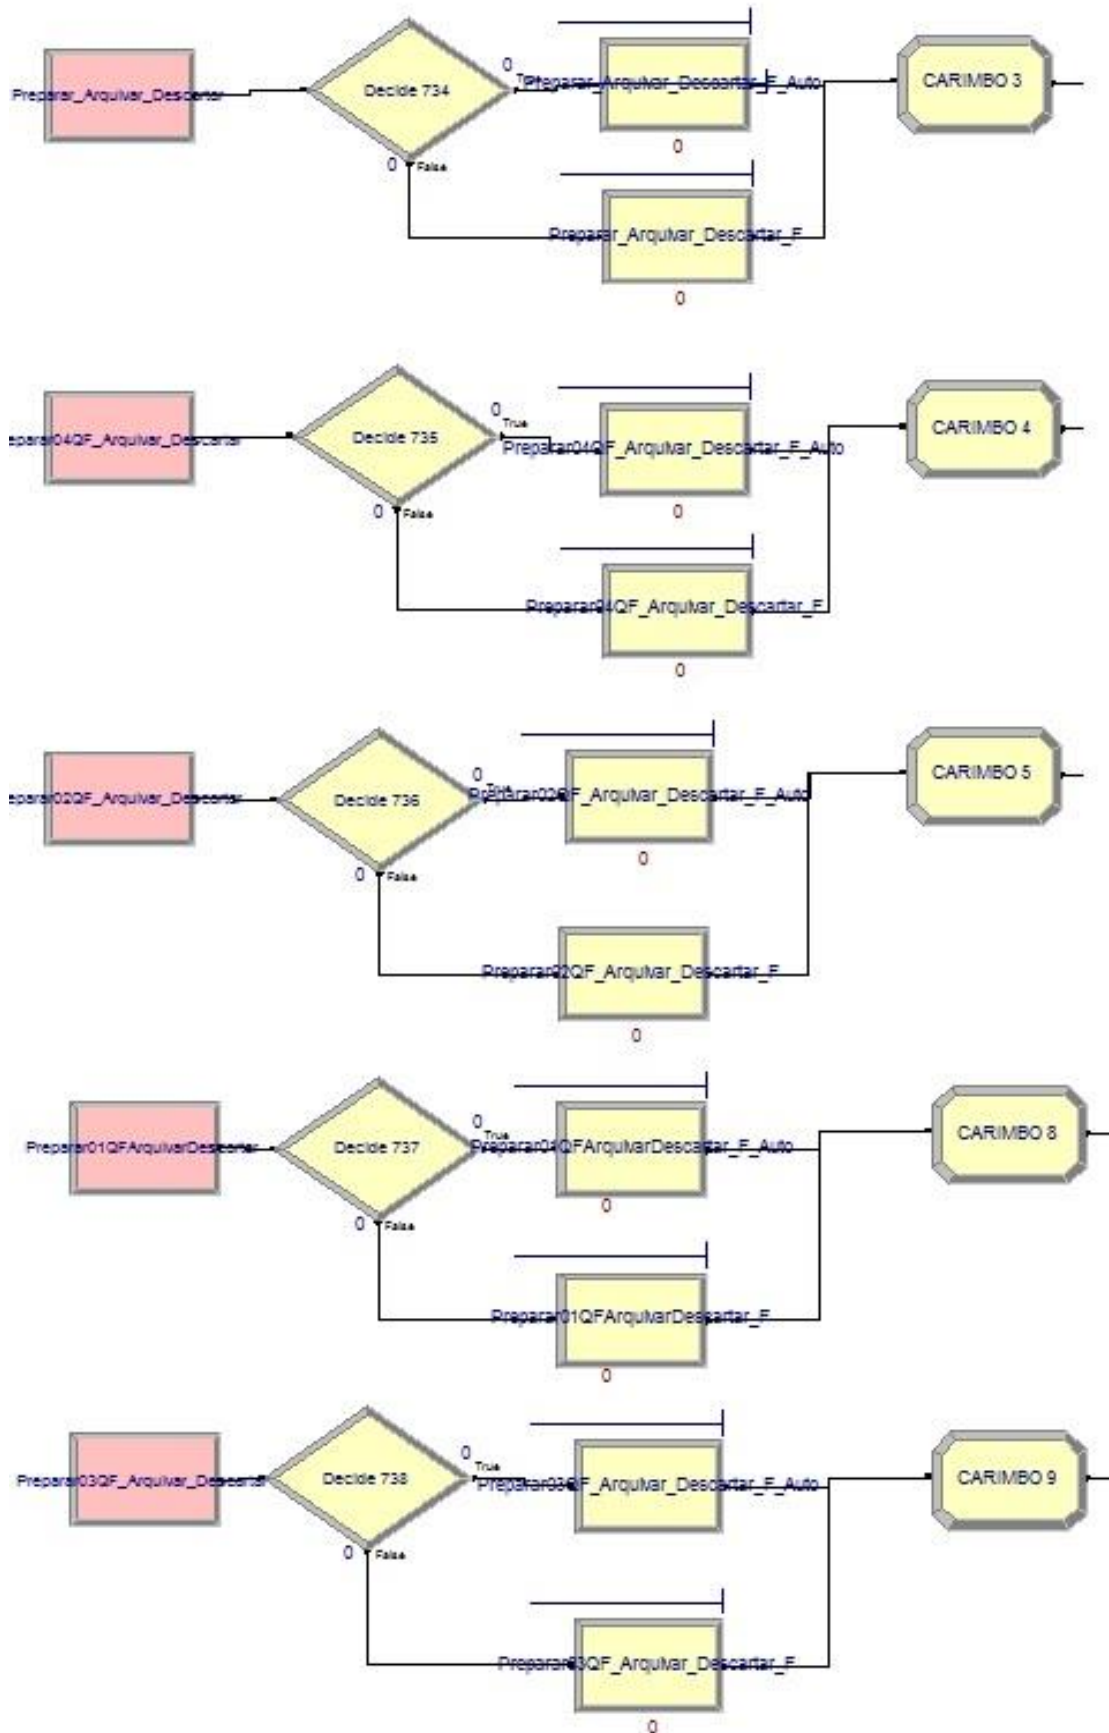 Preparar_Arquivar_Descartar
Decide 734
0
True
0
False
Preparar_Arquivar_Descartar_F_Auto
0
Preparar_Arquivar_Descartar_F
0
CARIMBO 3
eparar04QF_Arquivar_Descartar
Decide 735
0
True
0
False
Preparar04QF_Arquivar_Descartar_F_Auto
0
Preparar04QF_Arquivar_Descartar_F
0
CARIMBO 4
eparar02QF_Arquivar_Descartar
Decide 736
0
True
0
False
Preparar02QF_Arquivar_Descartar_F_Auto
0
Preparar02QF_Arquivar_Descartar_F
0
CARIMBO 5
Preparar01QFArquivarDescartar
Decide 737
0
True
0
False
Preparar01QFArquivarDescartar_F_Auto
0
Preparar01QFArquivarDescartar_F
0
CARIMBO 8
Preparar03QF_Arquivar_Descartar
Decide 738
0
True
0
False
Preparar03QF_Arquivar_Descartar_F_Auto
Preparar03QF_Arquivar_Descartar_F
0
CARIMBO 9